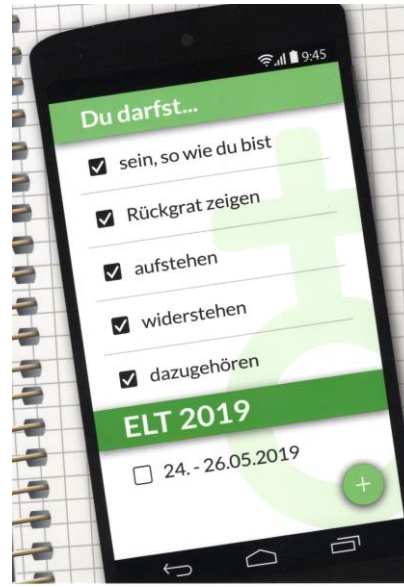 9:45
Du darfst...
sein, so wie du bist
Rückgrat zeigen
aufstehen
widerstehen
dazugehören
ELT 2019
24. - 26.05.2019
+